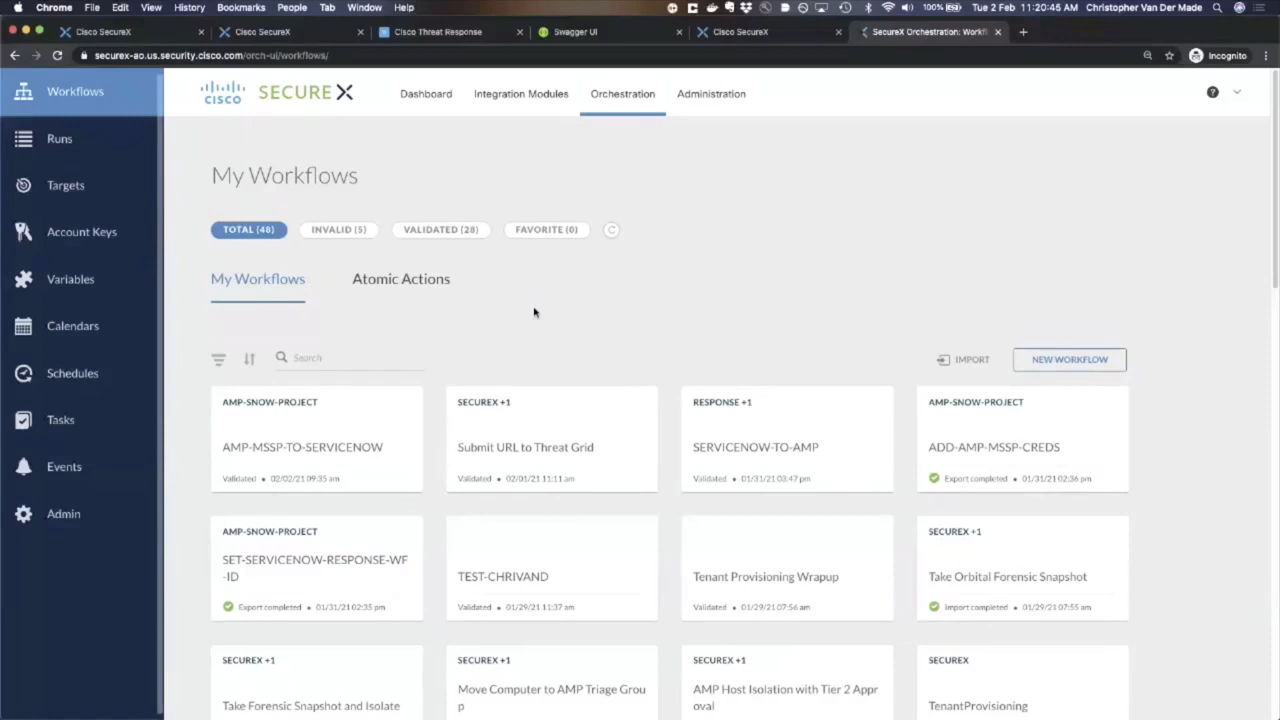 Chrome File Edit View History Bookmarks People Tab Window Help 100% Tue 2 Feb 11:20:45 AM Christopher Van Der Made
Cisco SecureX Cisco SecureX Cisco Threat Response Swagger UI Cisco SecureX SecureX Orchestration: Workfl
securex-ao.us.security.cisco.com/orch-ui/workflows/ Incognito
Workflows
Runs
Targets
Account Keys
Variables
Calendars
Schedules
Tasks
Events
Admin
CISCO SECURE X Dashboard Integration Modules Orchestration Administration
My Workflows
TOTAL (48) INVALID (5) VALIDATED (28) FAVORITE (0)
My Workflows Atomic Actions
Search IMPORT NEW WORKFLOW
AMP-SNOW-PROJECT
AMP-MSSP-TO-SERVICENOW
Validated • 02/02/21 09:35 am
SECUREX +1
Submit URL to Threat Grid
Validated • 02/01/21 11:11 am
RESPONSE +1
SERVICENOW-TO-AMP
Validated • 01/31/21 03:47 pm
AMP-SNOW-PROJECT
ADD-AMP-MSSP-CREDS
Export completed • 01/31/21 02:36 pm
AMP-SNOW-PROJECT
SET-SERVICENOW-RESPONSE-WF
-ID
Export completed • 01/31/21 02:35 pm
TEST-CHRIVAND
Validated • 01/29/21 11:37 am
Tenant Provisioning Wrapup
Validated • 01/29/21 07:56 am
SECUREX +1
Take Orbital Forensic Snapshot
Import completed • 01/29/21 07:55 am
SECUREX +1
Take Forensic Snapshot and Isolate
SECUREX +1
Move Computer to AMP Triage Grou
p
SECUREX +1
AMP Host Isolation with Tier 2 Appr
oval
SECUREX
TenantProvisioning